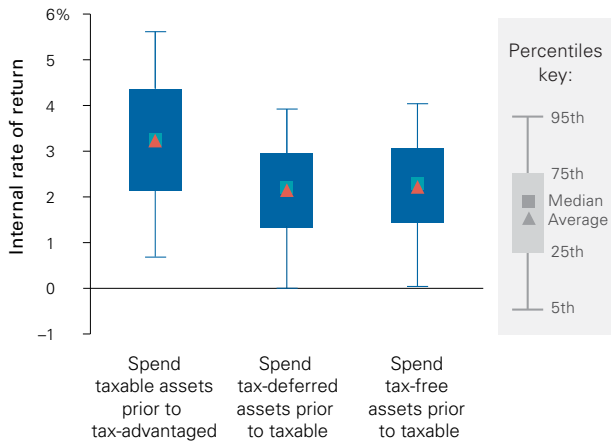 6%
5
4
3
2
1
0
–1
Internal rate of return
Spend
taxable assets
prior to
tax-advantaged
Spend
tax-deferred
assets prior
to taxable
Spend
tax-free
assets prior
to taxable
Percentiles
key:
95th
75th
Median
Average
25th
5th